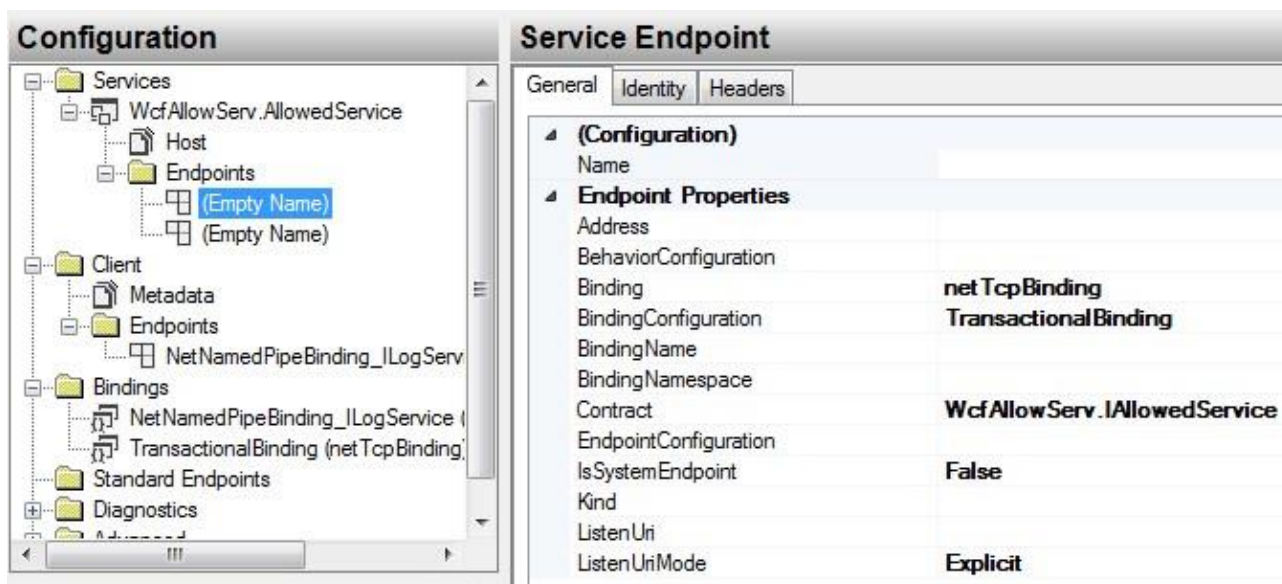 Configuration
Services
WcfAllowServ.AllowedService
Host
Endpoints
(Empty Name)
(Empty Name)
Client
Metadata
Endpoints
NetNamedPipeBinding_ILogServ
Bindings
NetNamedPipeBinding_ILogService (
TransactionalBinding (netTcpBinding)
Standard Endpoints
Diagnostics
Advanced
Service Endpoint
General Identity Headers
(Configuration)
Name
Endpoint Properties
Address
BehaviorConfiguration
Binding netTcpBinding
BindingConfiguration TransactionalBinding
BindingName
BindingNamespace
Contract WcfAllowServ.IAllowedService
EndpointConfiguration
IsSystemEndpoint False
Kind
ListenUri
ListenUriMode Explicit